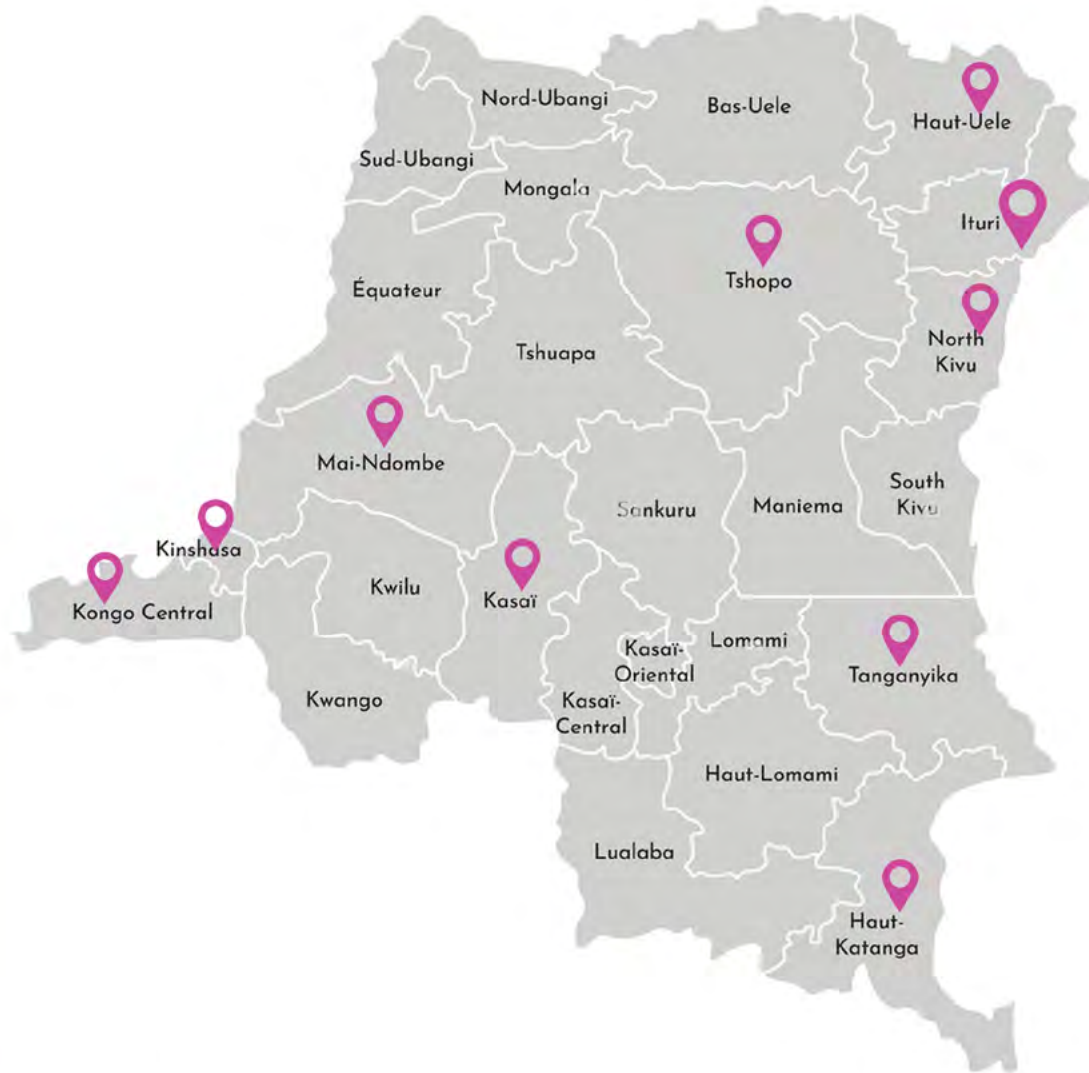 Nord-Ubangi
Bas-Uele
Haut-Uele
Sud-Ubangi
Mongala
Ituri
Équateur
Tshopo
Tshuapa
North
Kivu
Mai-Ndombe
Sankuru
Maniema
South
Kivu
Kinshasa
Kongo Central
Kwilu
Kasaï
Kasaï-
Oriental
Lomami
Tanganyika
Kwango
Kasaï-
Central
Haut-Lomami
Lualaba
Haut-
Katanga